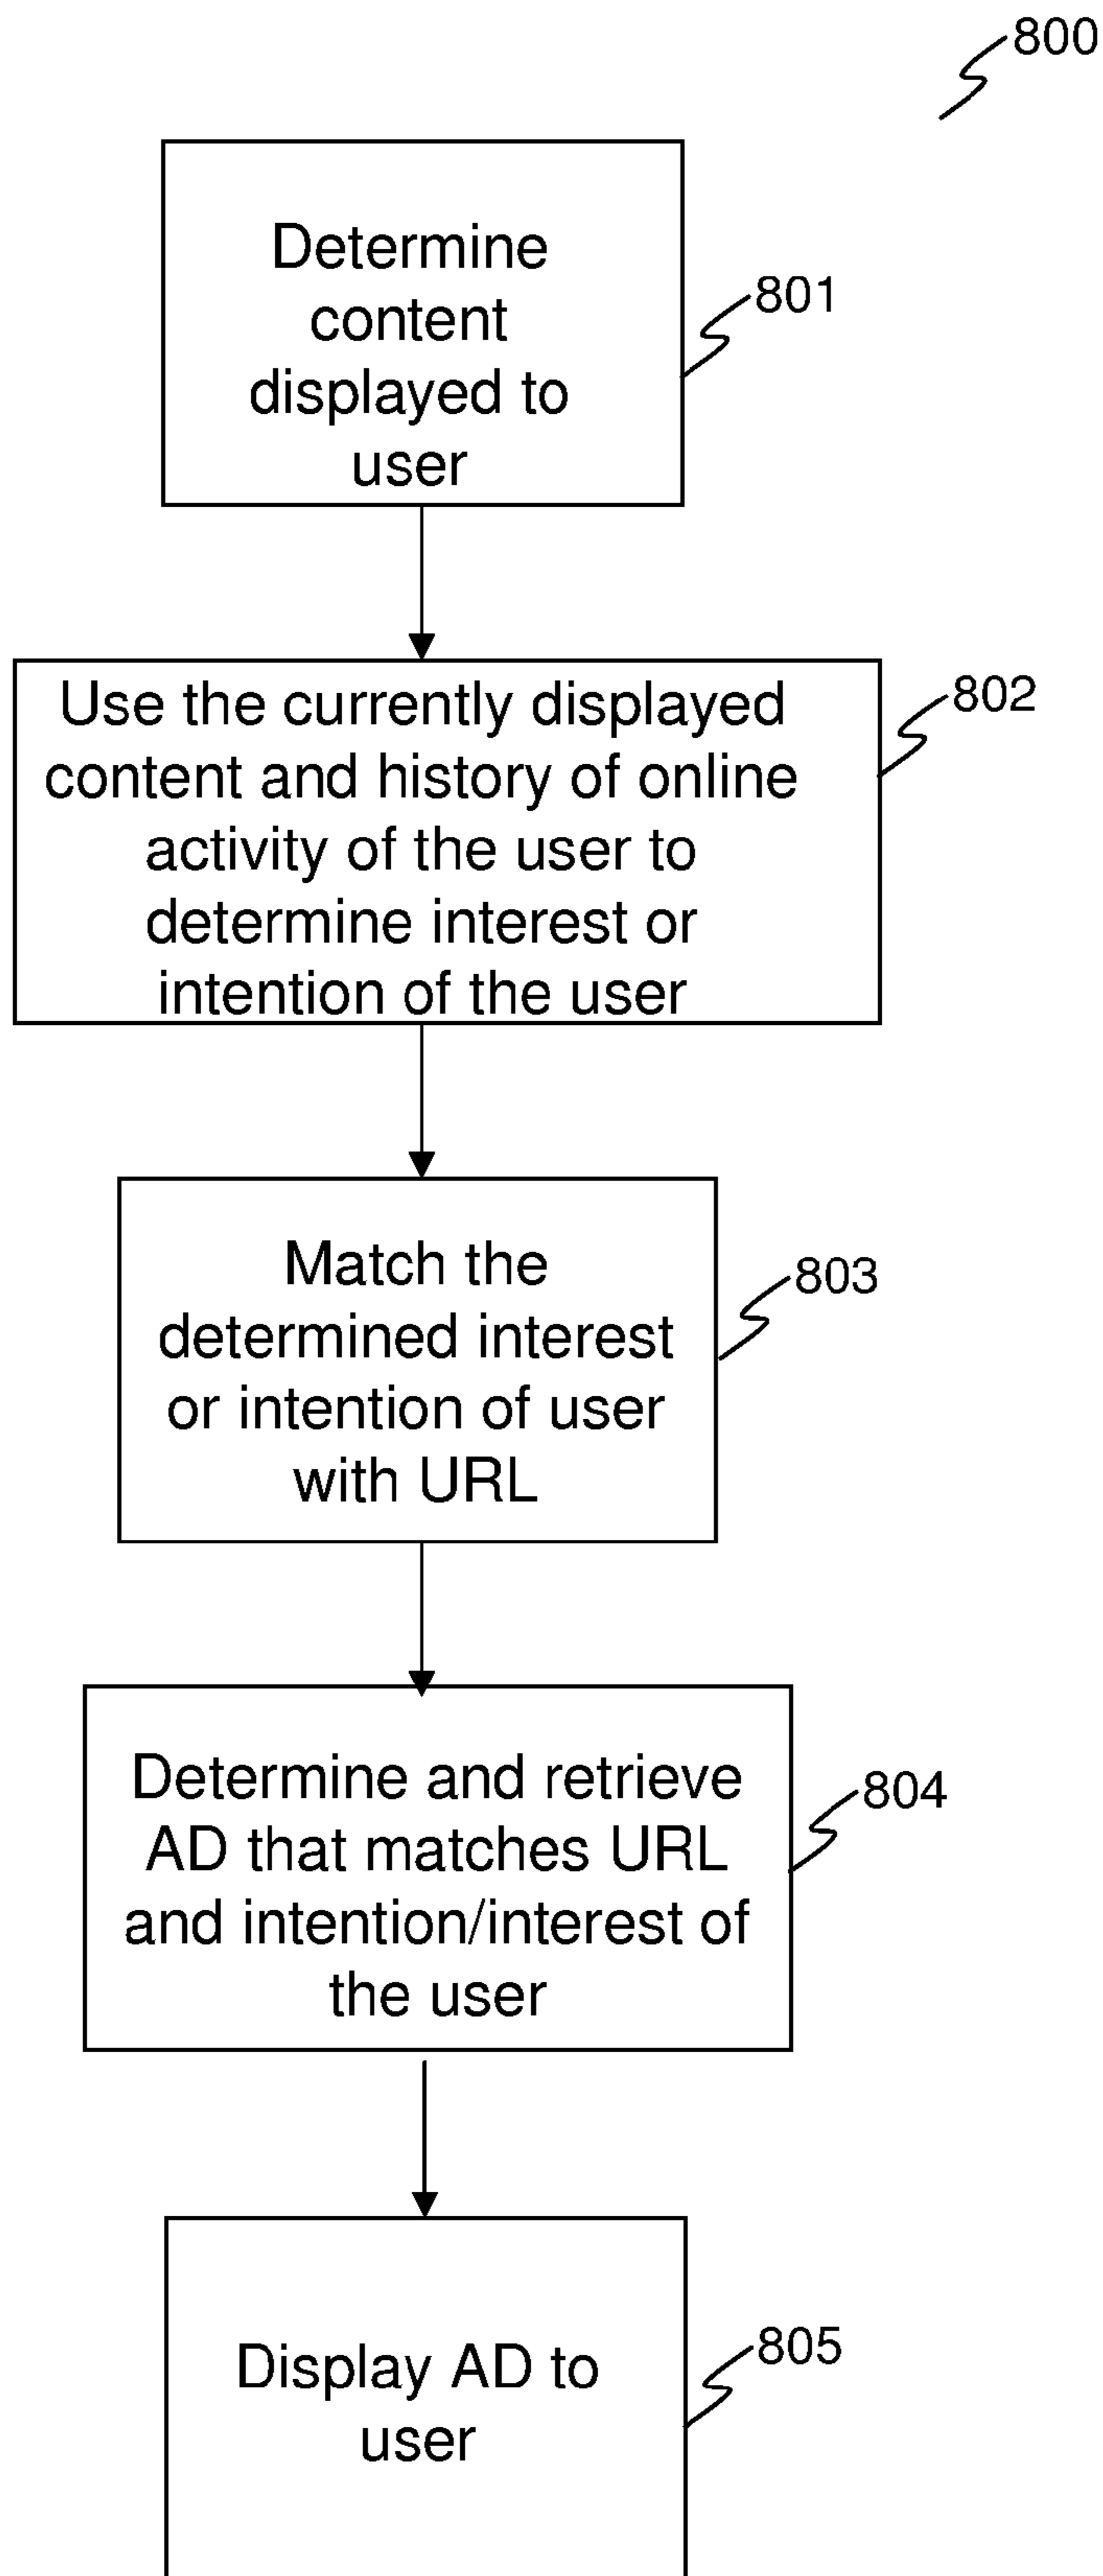 800
Determine
content
displayed to
user
801
Use the currently displayed
content and history of online
activity of the user to
determine interest or
intention of the user
802
Match the
determined interest
or intention of user
with URL
803
Determine and retrieve
AD that matches URL
and intention/interest of
the user
804
Display AD to
user
805